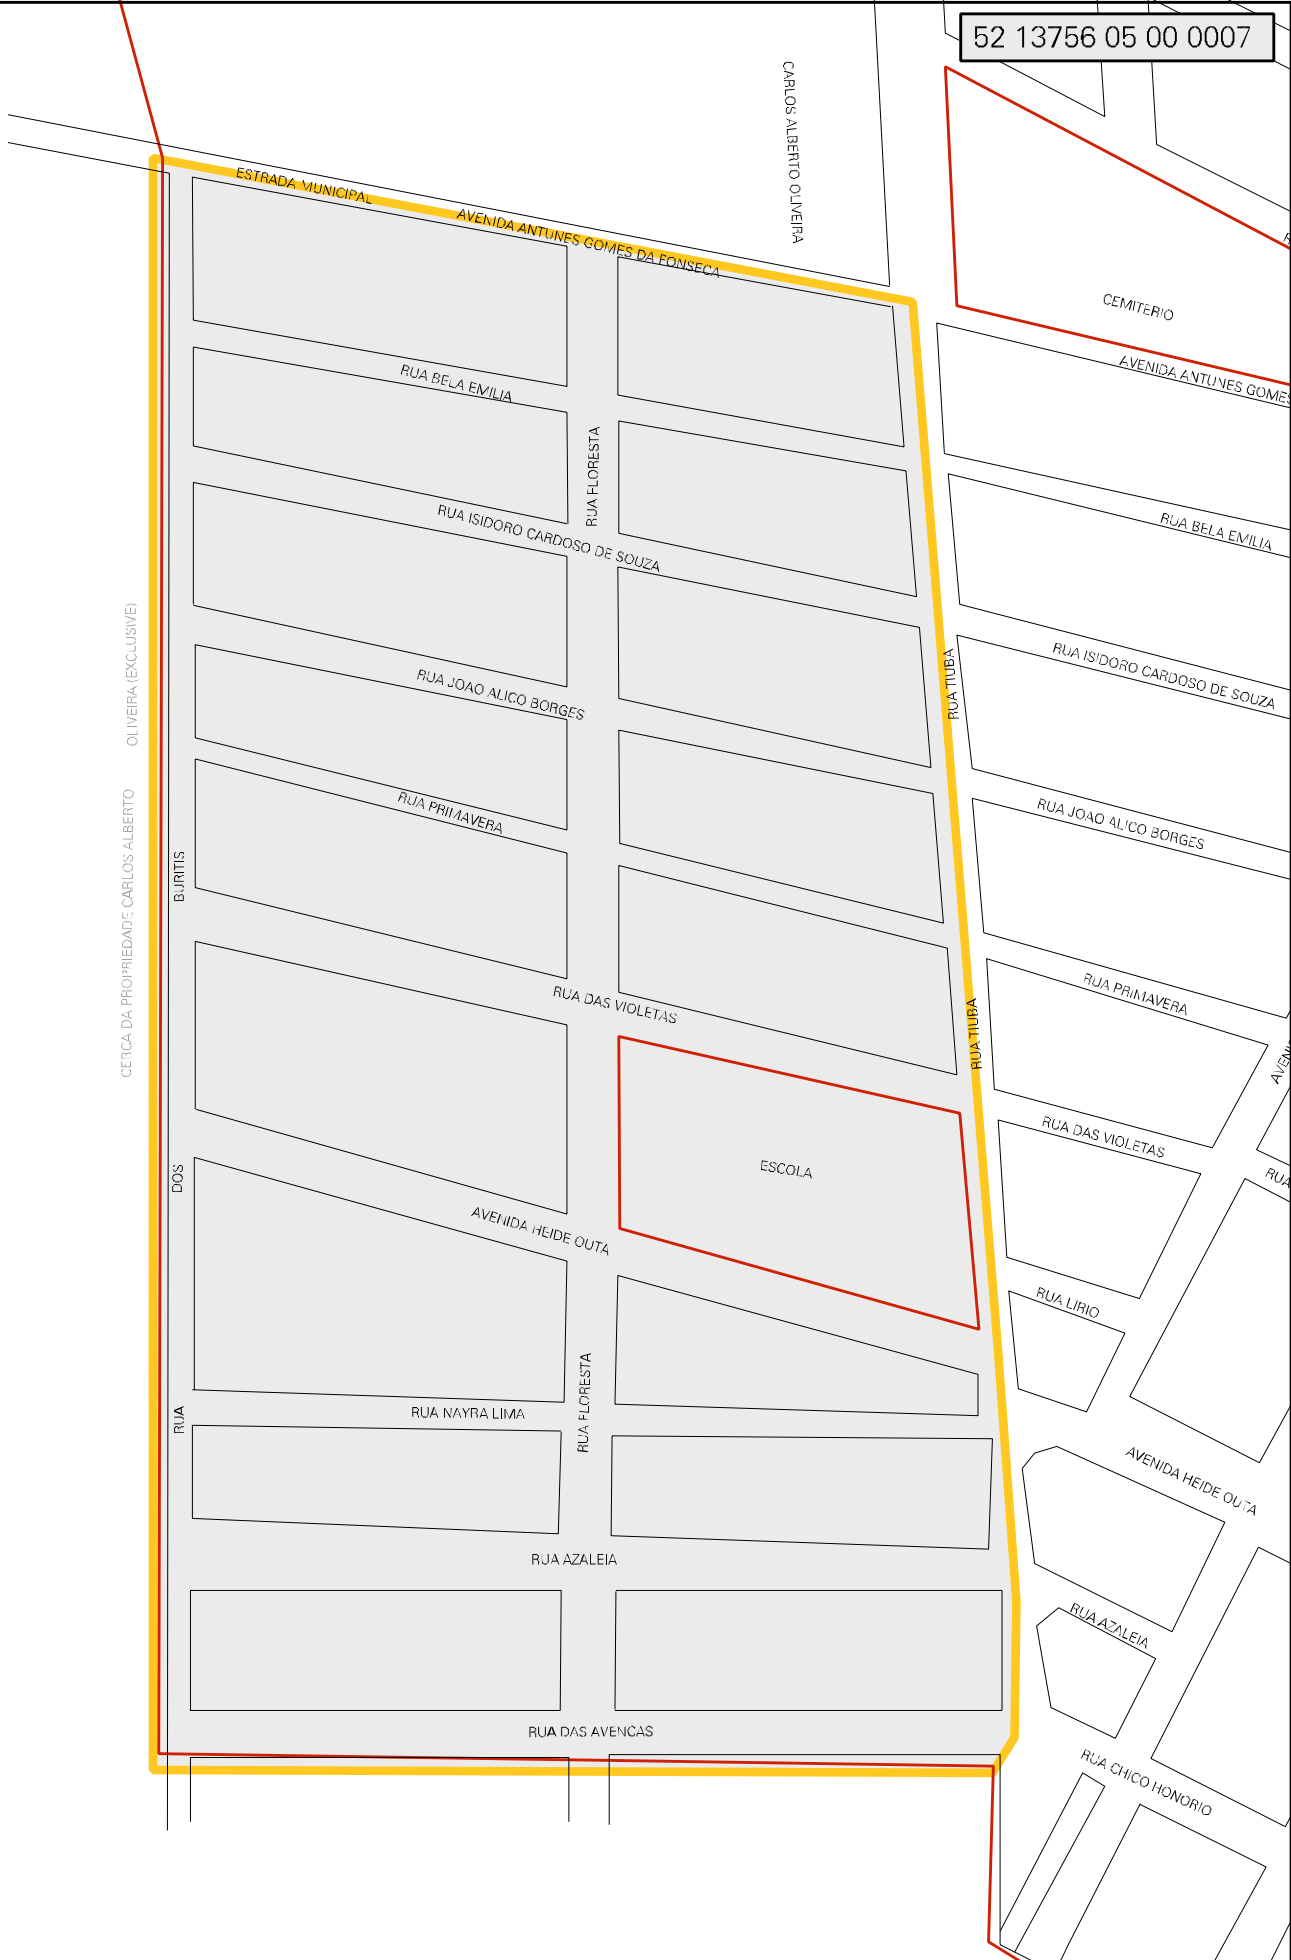 52 13756 05 00 0007
CARLOS ALBERTO OLIVEIRA
ESTRADA MUNICIPAL
AVENIDA ANTUNES GOMES DA FONSECA
CEMITERIO
AVENIDA ANTUNES GOMES
RUA BELA EMILIA
RUA FLORESTA
RUA ISIDORO CARDOSO DE SOUZA
RUA BELA EMILIA
CERCA DA PROPRIEDADE CARLOS ALBERTO OLIVEIRA (EXCLUSIVE)
RUA TIUBA
RUA ISIDORO CARDOSO DE SOUZA
RUA JOAO ALICO BORGES
RUA PRIMAVERA
RUA JOAO ALICO BORGES
RUA DOS BURITIS
RUA DAS VIOLETAS
RUA TIUBA
RUA PRIMAVERA
ESCOLA
RUA DAS VIOLETAS
RUA
AVENIDA HEIDE OUTA
RUA LIRIO
RUA FLORESTA
RUA NAYRA LIMA
AVENIDA HEIDE OUTA
RUA AZALEIA
RUA AZALEIA
RUA DAS AVENCAS
RUA CHICO HONORIO